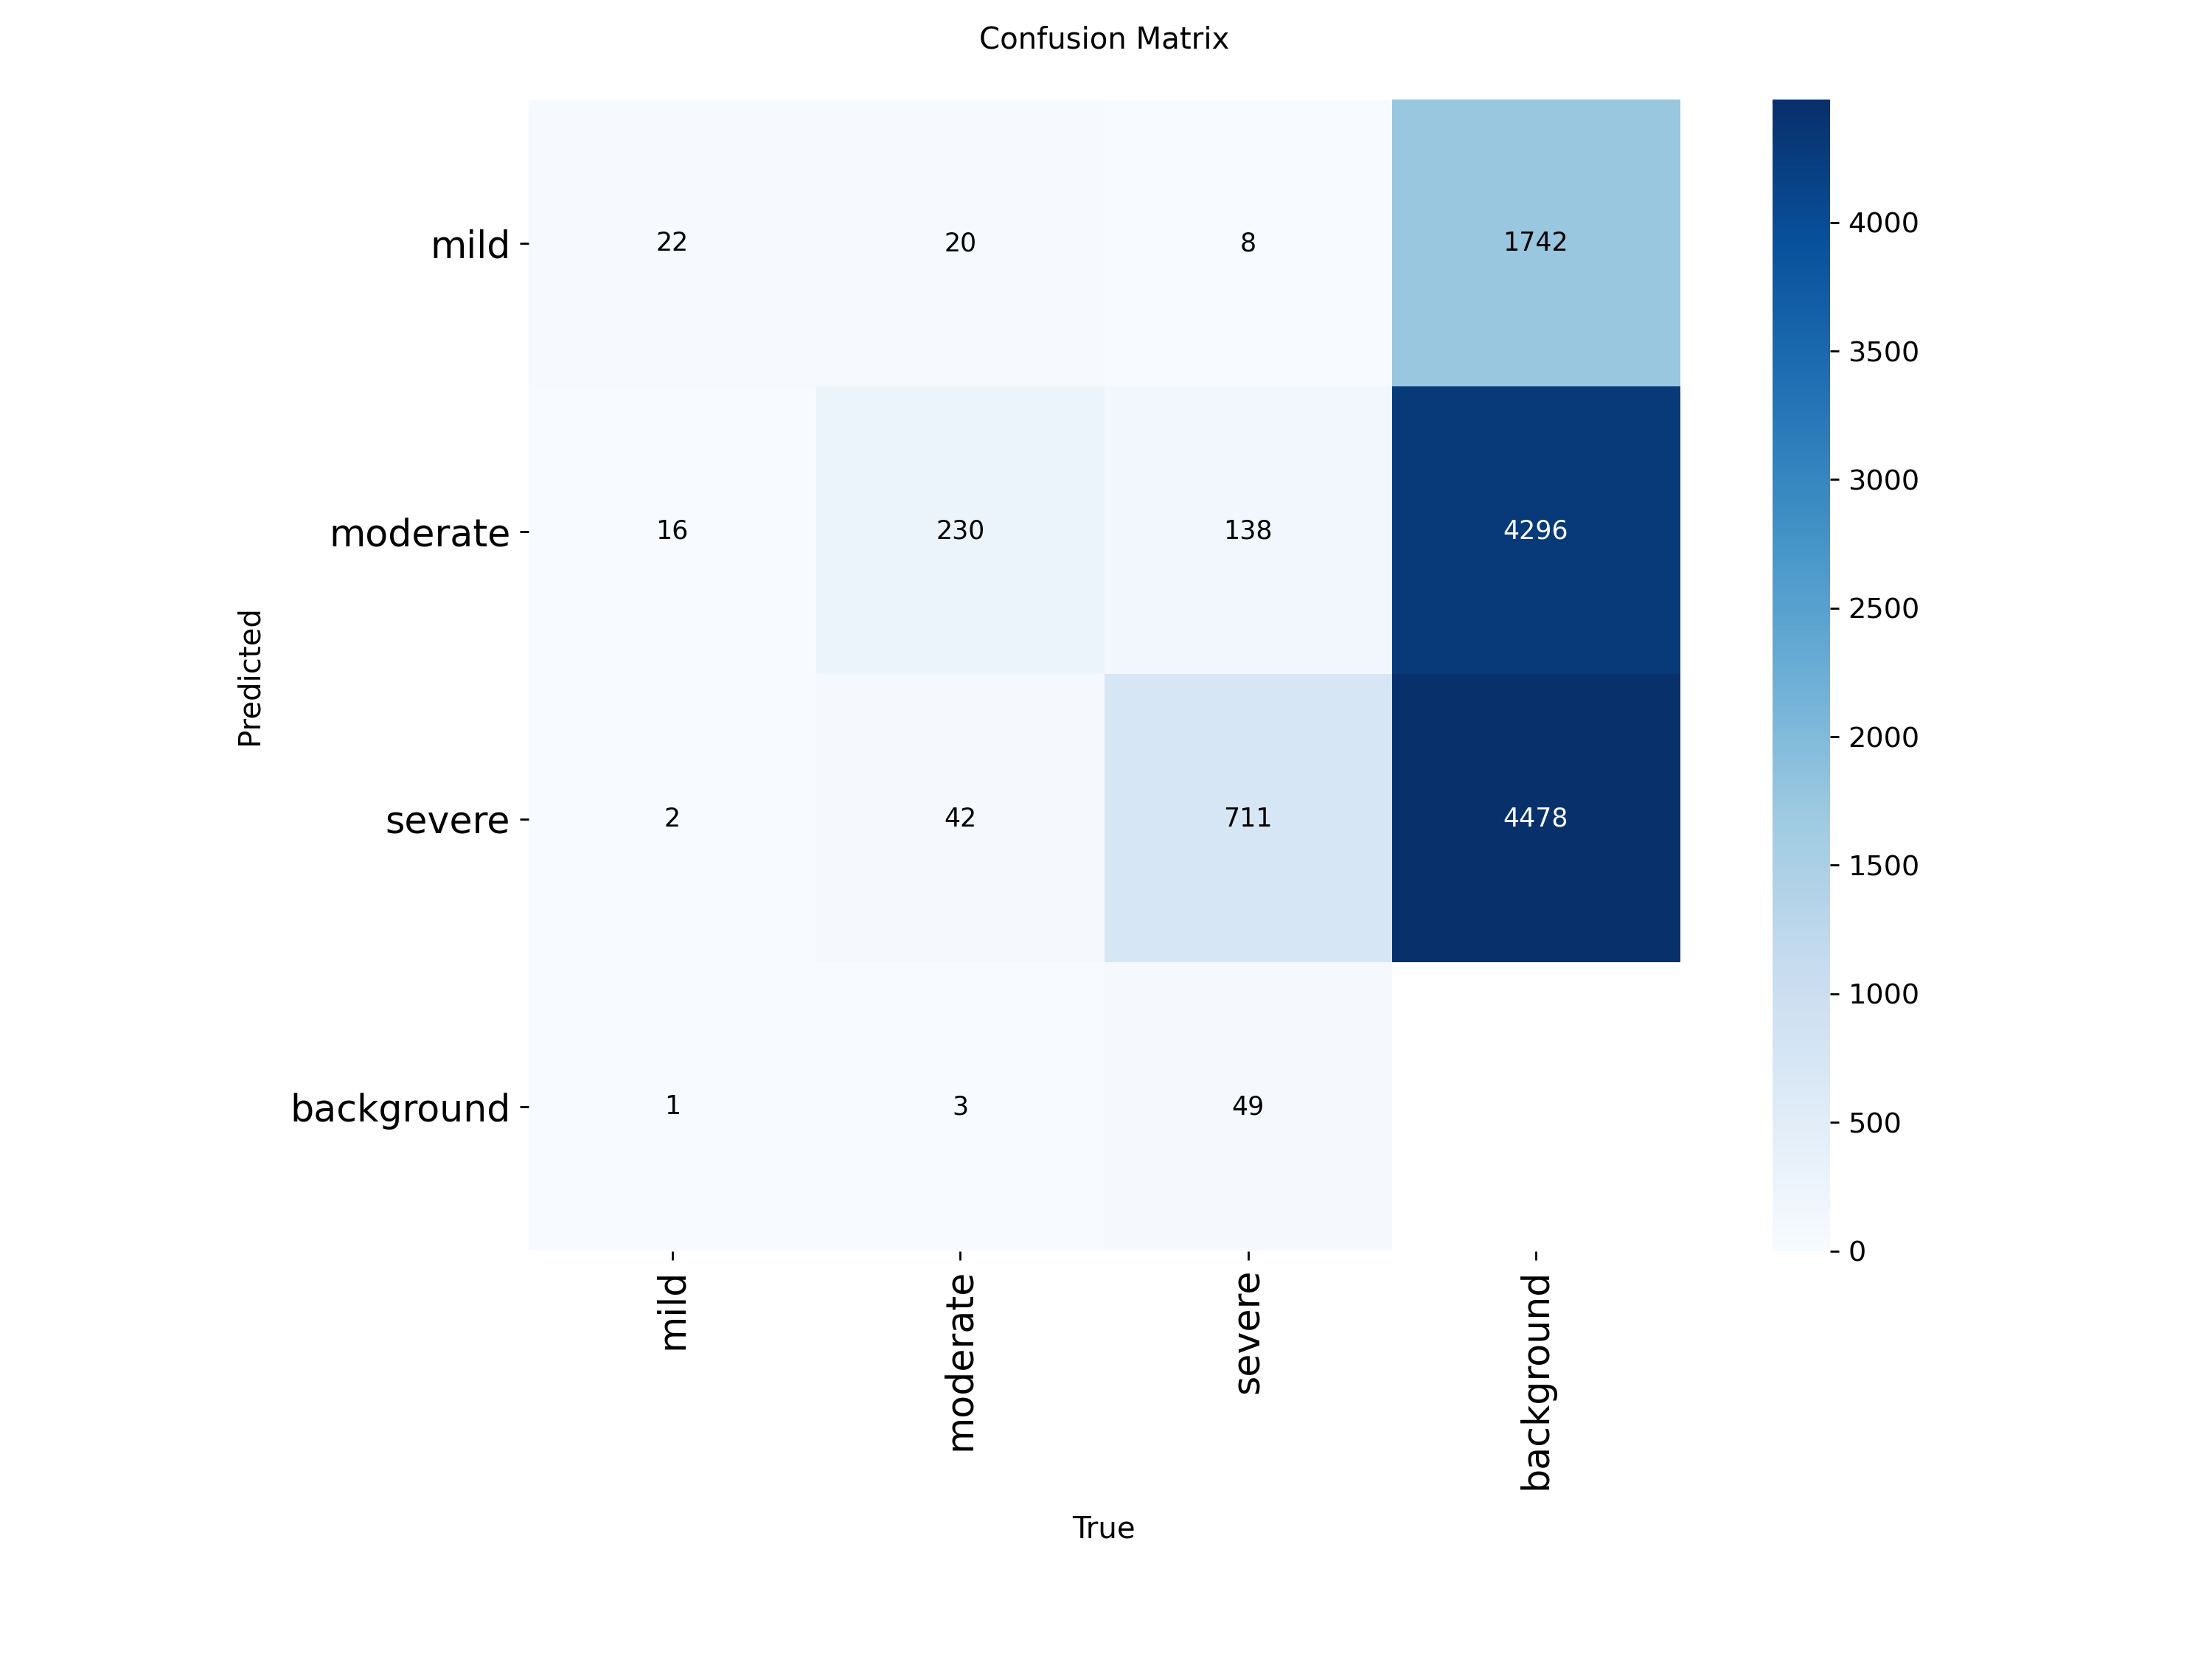 Confusion Matrix
mild
22 20 8 1742
moderate
16 230 138 4296
severe
2 42 711 4478
background
1 3 49
Predicted
mild
moderate
severe
background
True
4000
3500
3000
2500
2000
1500
1000
500
0